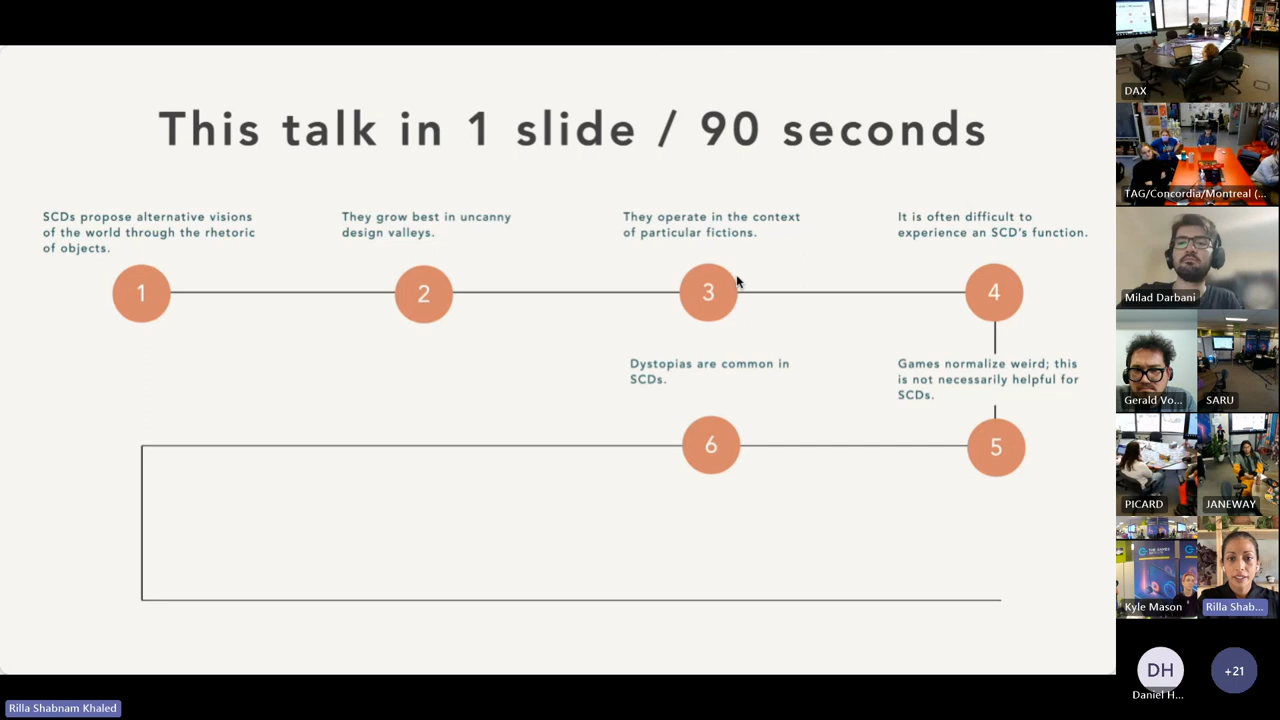 This talk in 1 slide / 90 seconds
SCDs propose alternative visions
of the world through the rhetoric
of objects.
They grow best in uncanny
design valleys.
They operate in the context
of particular fictions.
It is often difficult to
experience an SCD's function.
1
2
3
4
Dystopias are common in
SCDs.
Games normalize weird; this
is not necessarily helpful for
SCDs.
6
5
Rilla Shabnam Khaled
DAX
TAG/Concordia/Montreal (...
Milad Darbani
Gerald Vo...
SARU
PICARD
JANEWAY
Kyle Mason
Rilla Shab...
DH
Daniel H...
+21